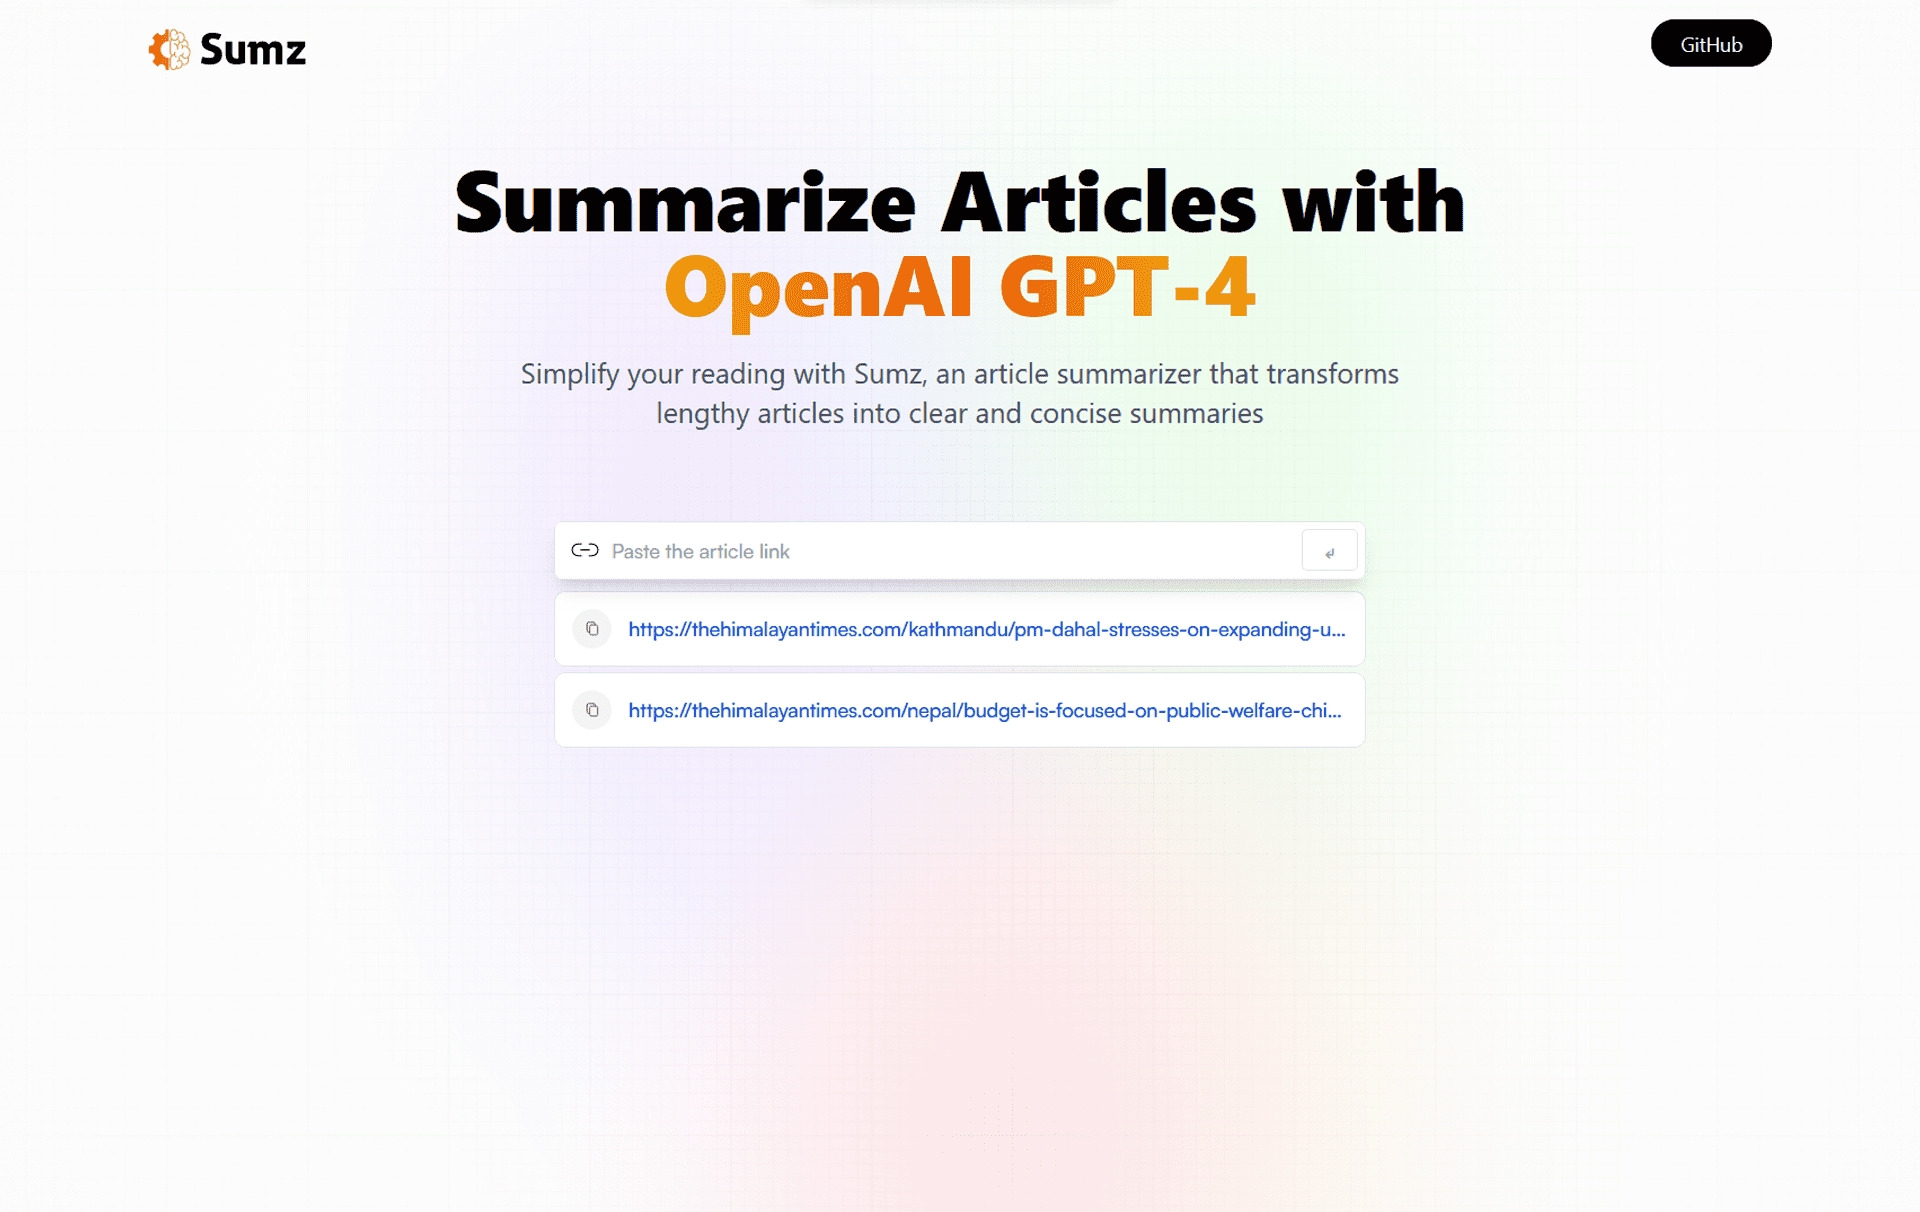 Sumz
GitHub
Summarize Articles with
OpenAI GPT-4
Simplify your reading with Sumz, an article summarizer that transforms
lengthy articles into clear and concise summaries
Paste the article link
https://thehimalayantimes.com/kathmandu/pm-dahal-stresses-on-expanding-u...
https://thehimalayantimes.com/nepal/budget-is-focused-on-public-welfare-chi...